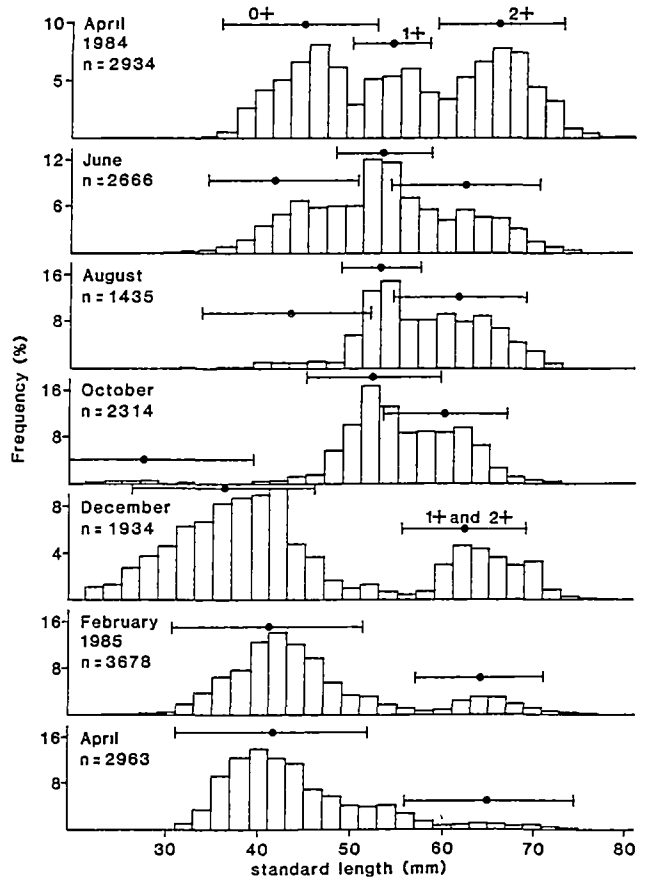 0+
2+
1+
10
April
1984
n=2934
5
12
June
n=2666
6
16
August
n=1435
8
16
October
n=2314
8
Frequency (%)
8
December
n=1934
1+ and 2+
4
16
February
1985
n=3678
8
16
April
n=2963
8
30 40 50 60 70 80
standard length (mm)